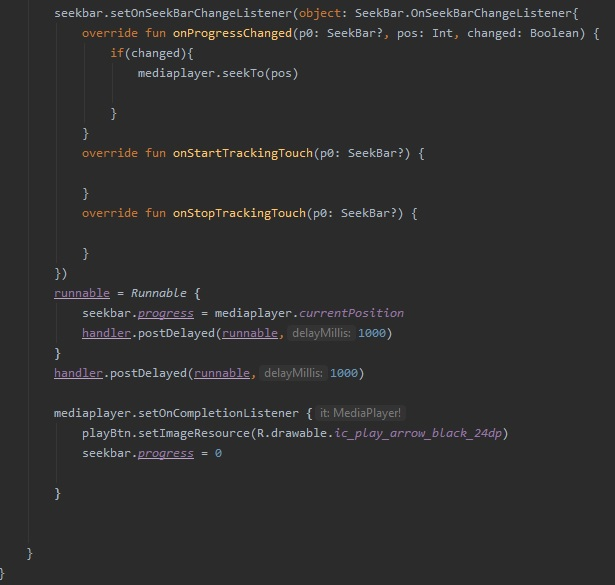 seekbar.setOnSeekBarChangeListener(object: SeekBar.OnSeekBarChangeListener{
override fun onProgressChanged(p0: SeekBar?, pos: Int, changed: Boolean) {
if(changed){
mediaplayer.seekTo(pos)
}
}
override fun onStartTrackingTouch(p0: SeekBar?) {
}
override fun onStopTrackingTouch(p0: SeekBar?) {
}
})
runnable = Runnable {
seekbar.progress = mediaplayer.currentPosition
handler.postDelayed(runnable, delayMillis: 1000)
}
handler.postDelayed(runnable, delayMillis: 1000)
mediaplayer.setOnCompletionListener { it: MediaPlayer!
playBtn.setImageResource(R.drawable.ic_play_arrow_black_24dp)
seekbar.progress = 0
}
}
}